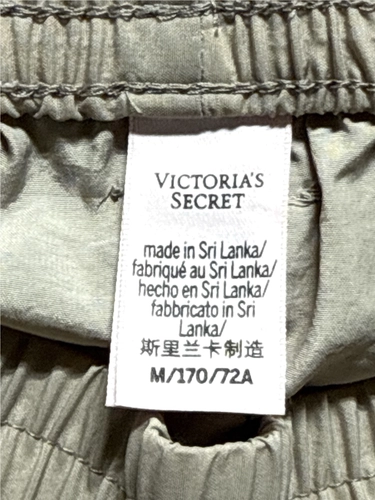 VICTORIA'S
SECRET
made in Sri Lanka/
fabriqué au Sri Lanka/
hecho en Sri Lanka/
fabbricato in Sri
Lanka/
斯里兰卡制造
M/170/72A